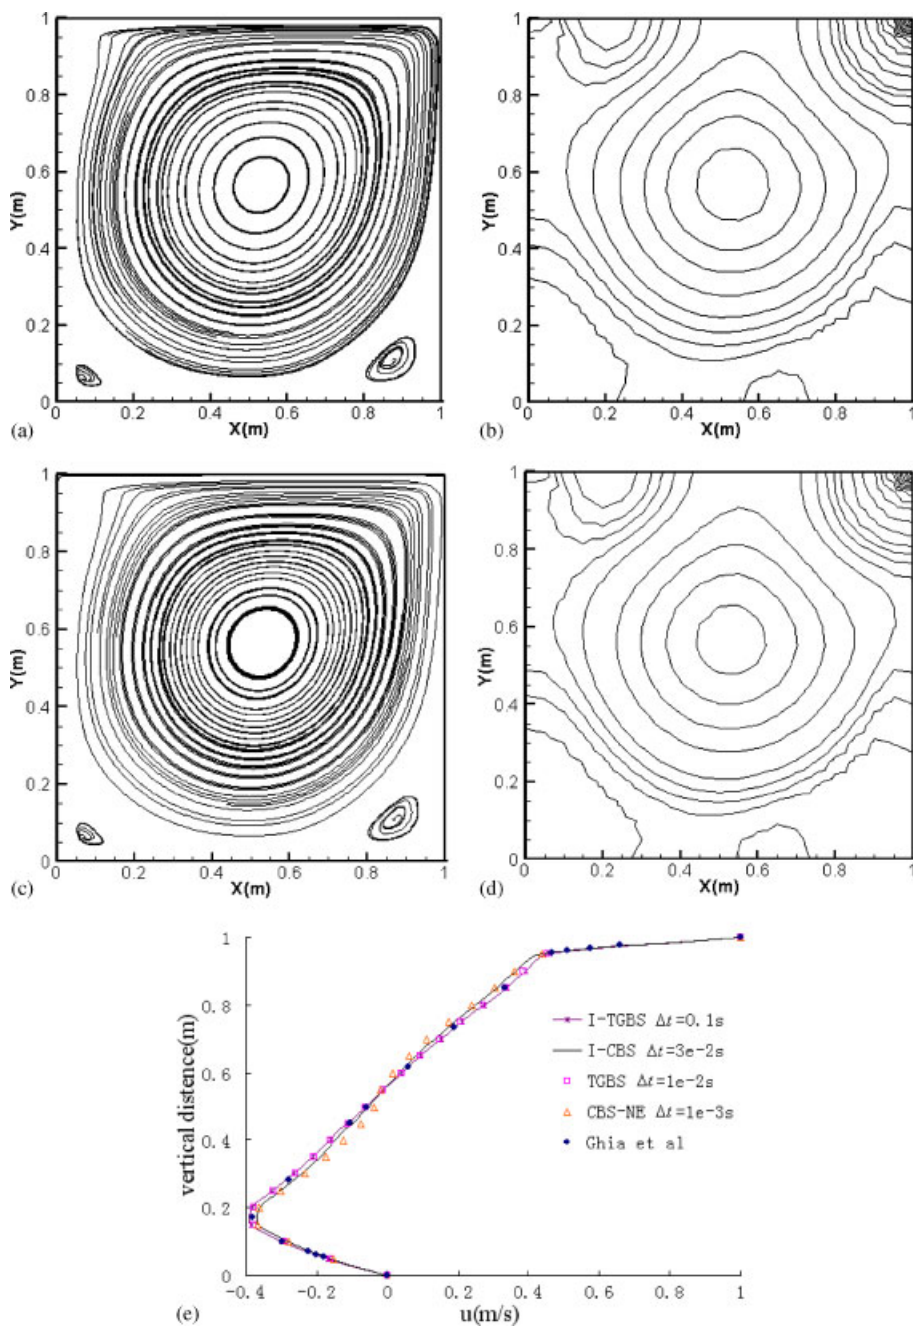 1
0.8
0.6
0.4
0.2
0
Y(m)
0 0.2 0.4 0.6 0.8 1
X(m)
(a)
1
0.8
0.6
0.4
0.2
0
Y(m)
0 0.2 0.4 0.6 0.8 1
X(m)
(b)
1
0.8
0.6
0.4
0.2
0
Y(m)
0 0.2 0.4 0.6 0.8 1
X(m)
(c)
1
0.8
0.6
0.4
0.2
0
Y(m)
0 0.2 0.4 0.6 0.8 1
X(m)
(d)
1
0.8
0.6
0.4
0.2
0
vertical distence(m)
I-TGBS Δt=0.1s
I-CBS Δt=3e-2s
TGBS Δt=1e-2s
CBS-NE Δt=1e-3s
Ghia et al
-0.4 -0.2 0 0.2 0.4 0.6 0.8 1
u(m/s)
(e)